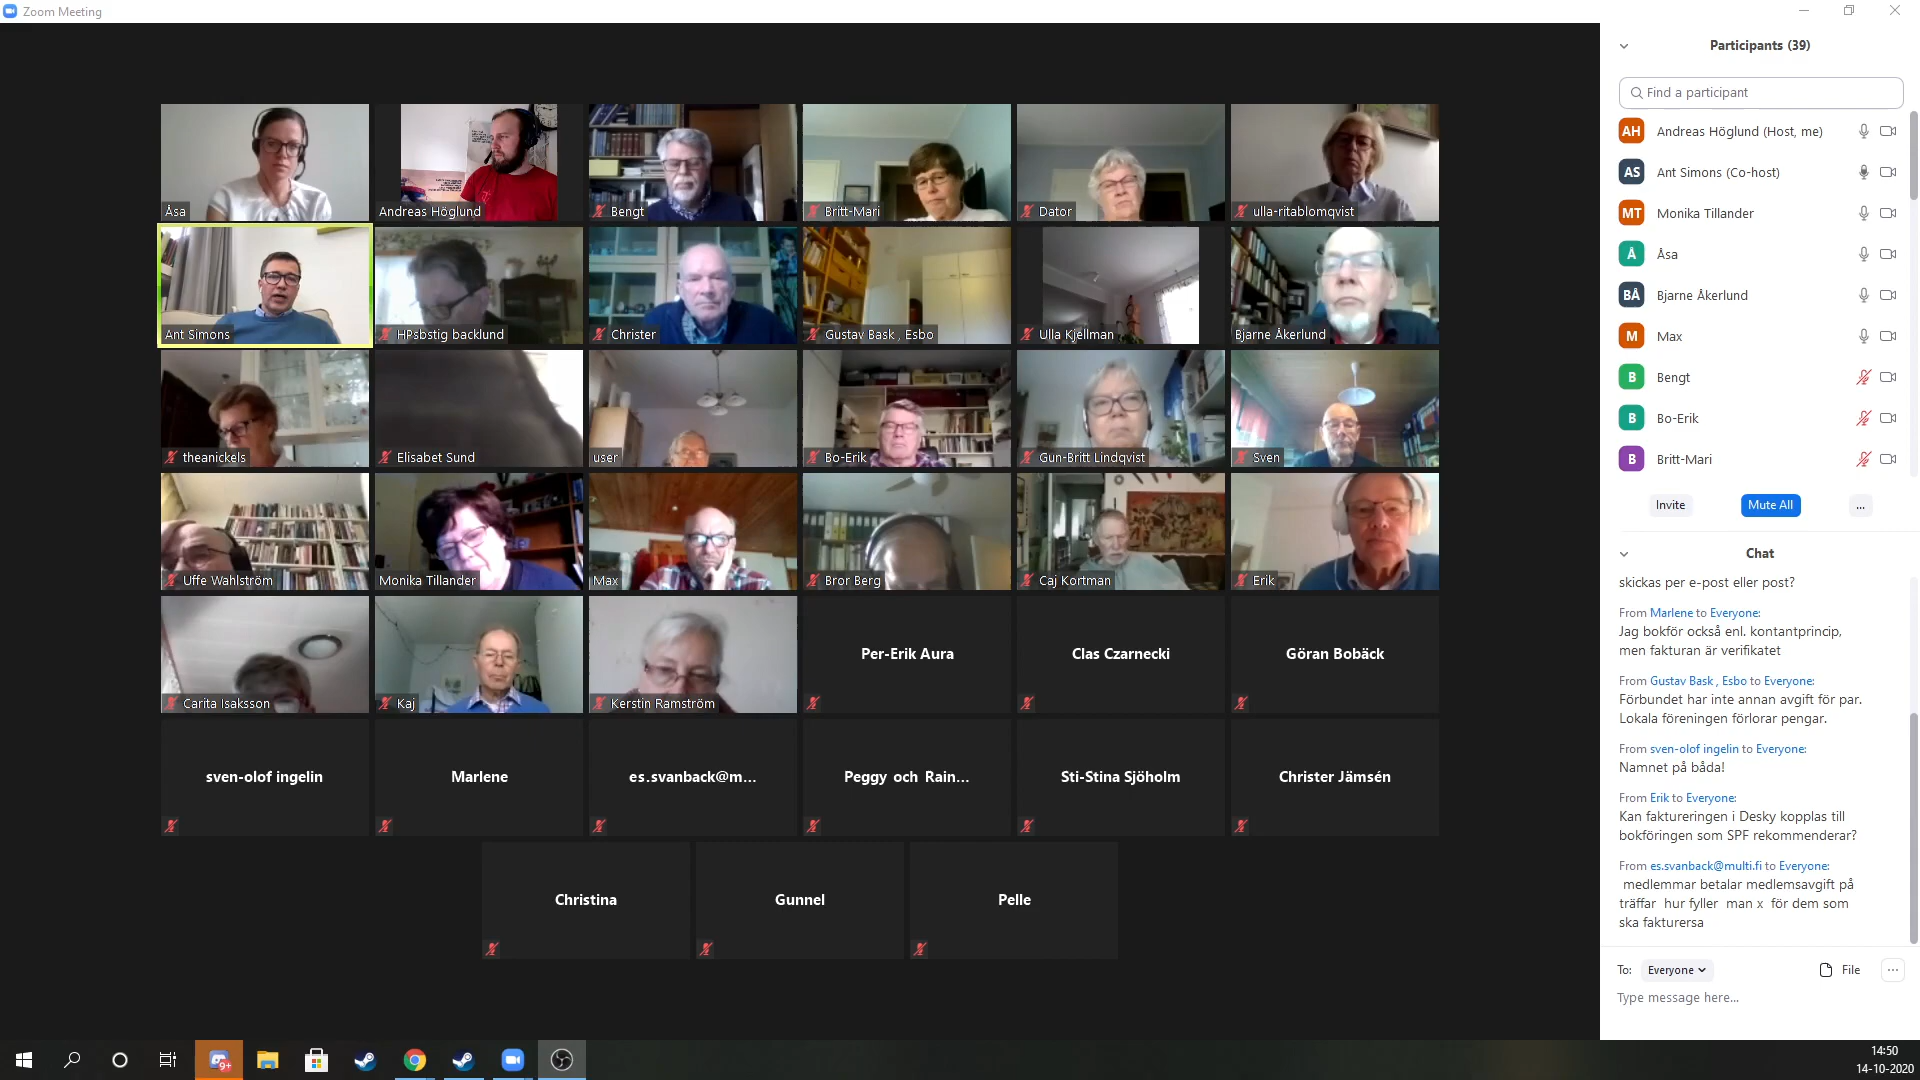 Zoom Meeting
Åsa
Andreas Höglund
Bengt
Britt-Mari
Dator
ulla-ritablomqvist
Ant Simons
HPsbstig backlund
Christer
Gustav Bask , Esbo
Ulla Kjellman
Bjarne Åkerlund
theanickels
Elisabet Sund
user
Bo-Erik
Gun-Britt Lindqvist
Sven
Uffe Wahlström
Monika Tillander
Max
Bror Berg
Caj Kortman
Erik
Carita Isaksson
Kaj
Kerstin Ramström
Per-Erik Aura
Clas Czarnecki
Göran Bobäck
sven-olof ingelin
Marlene
es.svanback@m...
Peggy och Rain...
Sti-Stina Sjöholm
Christer Jämsén
Christina
Gunnel
Pelle
Participants (39)
Find a participant
AH Andreas Höglund (Host, me)
AS Ant Simons (Co-host)
MT Monika Tillander
Å Åsa
BÅ Bjarne Åkerlund
M Max
B Bengt
B Bo-Erik
B Britt-Mari
Invite Mute All ...
Chat
skickas per e-post eller post?
From Marlene to Everyone:
Jag bokför också enl. kontantprincip,
men fakturan är verifikatet
From Gustav Bask , Esbo to Everyone:
Förbundet har inte annan avgift för par.
Lokala föreningen förlorar pengar.
From sven-olof ingelin to Everyone:
Namnet på båda!
From Erik to Everyone:
Kan faktureringen i Desky kopplas till
bokföringen som SPF rekommenderar?
From es.svanback@multi.fi to Everyone:
medlemmar betalar medlemsavgift på
träffar hur fyller man x för dem som
ska fakturersa
To: Everyone File ...
Type message here...
9+
14:50
14-10-2020